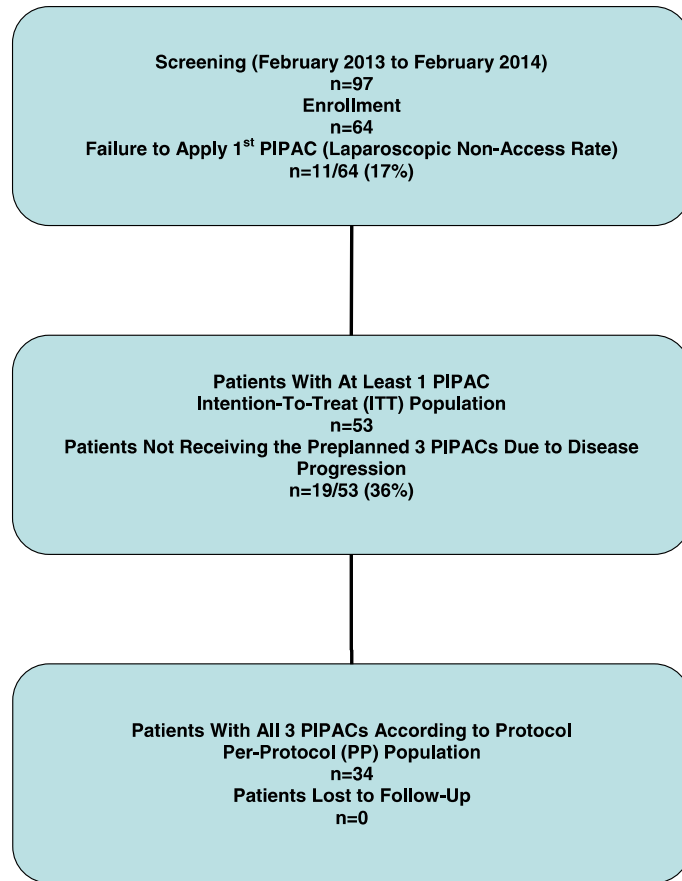 Screening (February 2013 to February 2014)
n=97
Enrollment
n=64
Failure to Apply 1st PIPAC (Laparoscopic Non-Access Rate)
n=11/64 (17%)
Patients With At Least 1 PIPAC
Intention-To-Treat (ITT) Population
n=53
Patients Not Receiving the Preplanned 3 PIPACs Due to Disease
Progression
n=19/53 (36%)
Patients With All 3 PIPACs According to Protocol
Per-Protocol (PP) Population
n=34
Patients Lost to Follow-Up
n=0